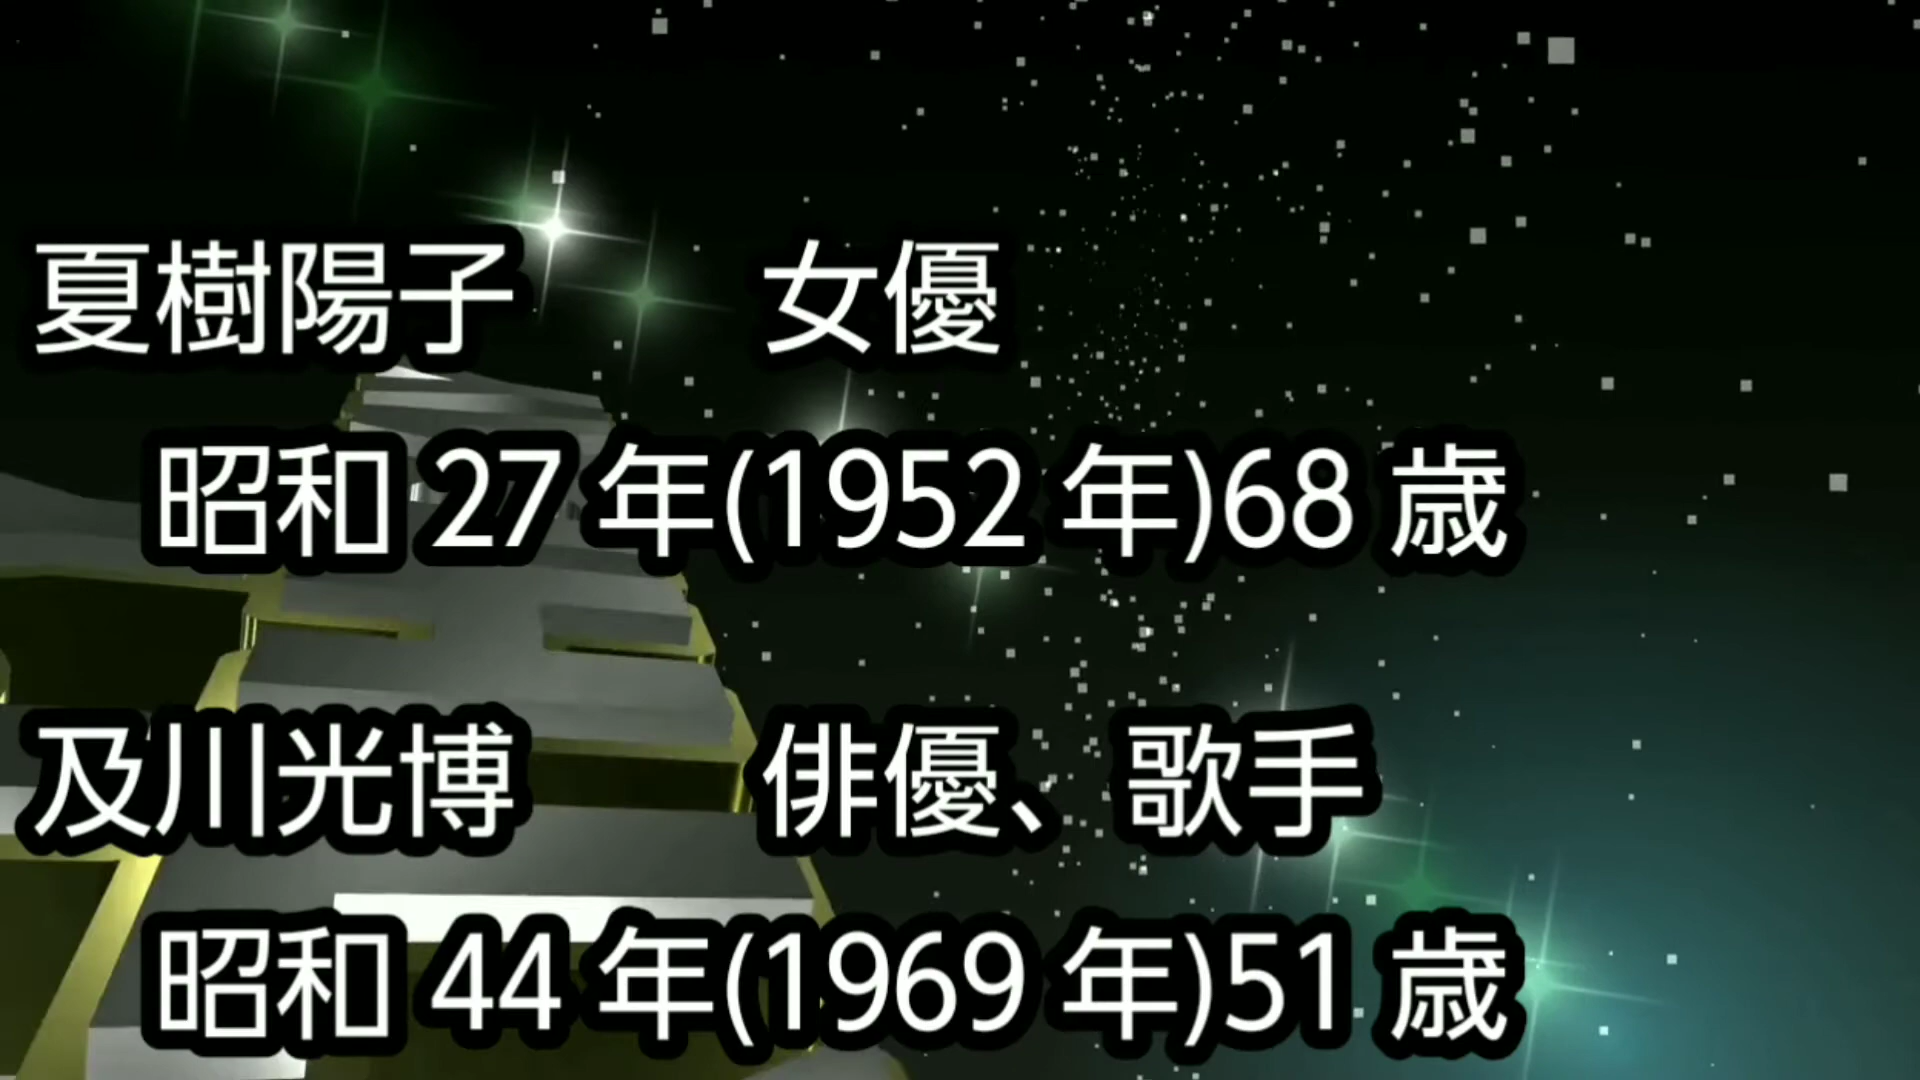 夏樹陽子　　女優
昭和 27 年(1952 年)68 歳
及川光博　　俳優、歌手
昭和 44 年(1969 年)51 歳